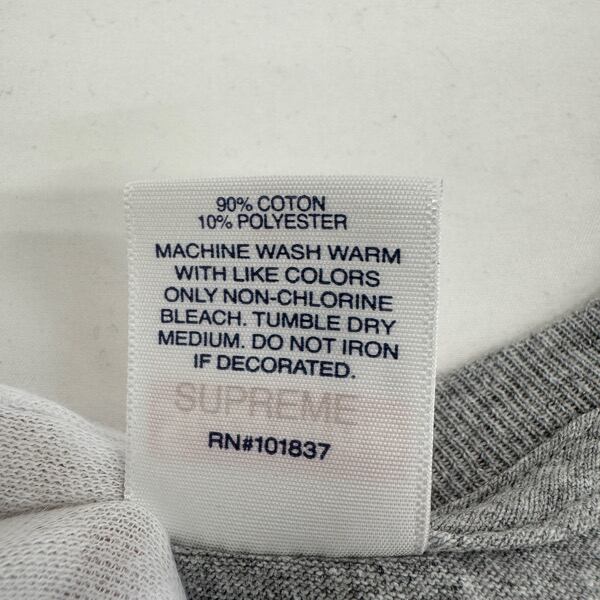 90% COTON
10% POLYESTER
MACHINE WASH WARM
WITH LIKE COLORS
ONLY NON-CHLORINE
BLEACH. TUMBLE DRY
MEDIUM. DO NOT IRON
IF DECORATED.
SUPREME
RN#101837